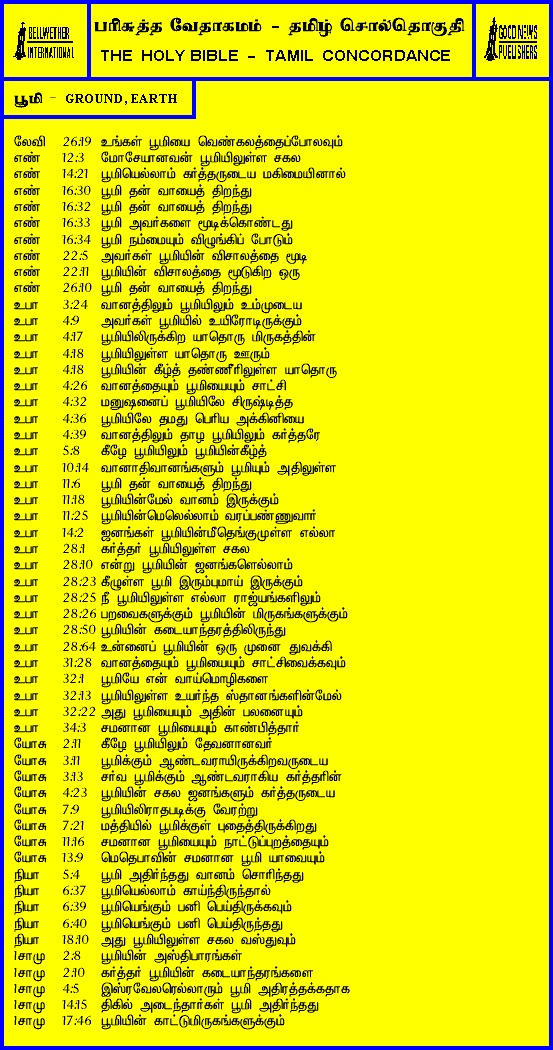 BELLWETHER
INTERNATIONAL
பரிசுத்த வேதாகமம் - தமிழ் சொல்தொகுதி
THE HOLY BIBLE - TAMIL CONCORDANCE
GOOD NEWS
PUBLISHERS
பூமி - GROUND, EARTH
லேவி 26:19 உங்கள் பூமியை வெண்கலத்தைப்போலவும்
எண் 12:3 மோசேயானவன் பூமியிலுள்ள சகல
எண் 14:21 பூமியெல்லாம் கர்த்தருடைய மகிமையினால்
எண் 16:30 பூமி தன் வாயைத் திறந்து
எண் 16:32 பூமி தன் வாயைத் திறந்து
எண் 16:33 பூமி அவர்களை மூடிக்கொண்டது
எண் 16:34 பூமி நம்மையும் விழுங்கிப் போடும்
எண் 22:5 அவர்கள் பூமியின் விசாலத்தை மூடி
எண் 22:11 பூமியின் விசாலத்தை மூடுகிற ஒரு
எண் 26:10 பூமி தன் வாயைத் திறந்து
உபா 3:24 வானத்திலும் பூமியிலும் உம்முடைய
உபா 4:9 அவர்கள் பூமியில் உயிரோடிருக்கும்
உபா 4:17 பூமியிலிருக்கிற யாதொரு மிருகத்தின்
உபா 4:18 பூமியிலுள்ள யாதொரு ஊரும்
உபா 4:18 பூமியின் கீழ்த் தண்ணீரிலுள்ள யாதொரு
உபா 4:26 வானத்தையும் பூமியையும் சாட்சி
உபா 4:32 மனுஷனைப் பூமியிலே சிருஷ்டித்த
உபா 4:36 பூமியிலே தமது பெரிய அக்கினியை
உபா 4:39 வானத்திலும் தாழ பூமியிலும் கர்த்தரே
உபா 5:8 கீழே பூமியிலும் பூமியின்கீழ்த்
உபா 10:14 வானாதிவானங்களும் பூமியும் அதிலுள்ள
உபா 11:6 பூமி தன் வாயைத் திறந்து
உபா 11:18 பூமியின்மேல் வானம் இருக்கும்
உபா 11:25 பூமியின்மெலெல்லாம் வரப்பண்ணுவார்
உபா 14:2 ஜனங்கள் பூமியின்மீதெங்குமுள்ள எல்லா
உபா 28:1 கர்த்தர் பூமியிலுள்ள சகல
உபா 28:10 என்று பூமியின் ஜனங்களெல்லாம்
உபா 28:23 கீழுள்ள பூமி இரும்புமாய் இருக்கும்
உபா 28:25 நீ பூமியிலுள்ள எல்லா ராஜ்யங்களிலும்
உபா 28:26 பறவைகளுக்கும் பூமியின் மிருகங்களுக்கும்
உபா 28:50 பூமியின் கடையாந்தரத்திலிருந்து
உபா 28:64 உன்னைப் பூமியின் ஒரு முனை துவக்கி
உபா 31:28 வானத்தையும் பூமியையும் சாட்சிவைக்கவும்
உபா 32:1 பூமியே என் வாய்மொழிகளை
உபா 32:13 பூமியிலுள்ள உயர்ந்த ஸ்தானங்களின்மேல்
உபா 32:22 அது பூமியையும் அதின் பலனையும்
உபா 34:3 சமனான பூமியையும் காண்பித்தார்
யோசு 2:11 கீழே பூமியிலும் தேவனானவர்
யோசு 3:11 பூமிக்கும் ஆண்டவராயிருக்கிறவருடைய
யோசு 3:13 சர்வ பூமிக்கும் ஆண்டவராகிய கர்த்தரின்
யோசு 4:23 பூமியின் சகல ஜனங்களும் கர்த்தருடைய
யோசு 7:9 பூமியிலிராதபடிக்கு வேரற்று
யோசு 7:21 மத்தியில் பூமிக்குள் புதைத்திருக்கிறது
யோசு 11:16 சமனான பூமியையும் நாட்டுப்புறத்தையும்
யோசு 13:9 மெதெபாவின் சமனான பூமி யாவையும்
நியா 5:4 பூமி அதிர்ந்தது வானம் சொரிந்தது
நியா 6:37 பூமியெல்லாம் காய்ந்திருந்தால்
நியா 6:39 பூமியெங்கும் பனி பெய்திருக்கவும்
நியா 6:40 பூமியெங்கும் பனி பெய்திருந்தது
நியா 18:10 அது பூமியிலுள்ள சகல வஸ்துவும்
1சாமு 2:8 பூமியின் அஸ்திபாரங்கள்
1சாமு 2:10 கர்த்தர் பூமியின் கடையாந்தரங்களை
1சாமு 4:5 இஸ்ரவேலரெல்லாரும் பூமி அதிரத்தக்கதாக
1சாமு 14:15 திகில் அடைந்தார்கள் பூமி அதிர்ந்தது
1சாமு 17:46 பூமியின் காட்டுமிருகங்களுக்கும்